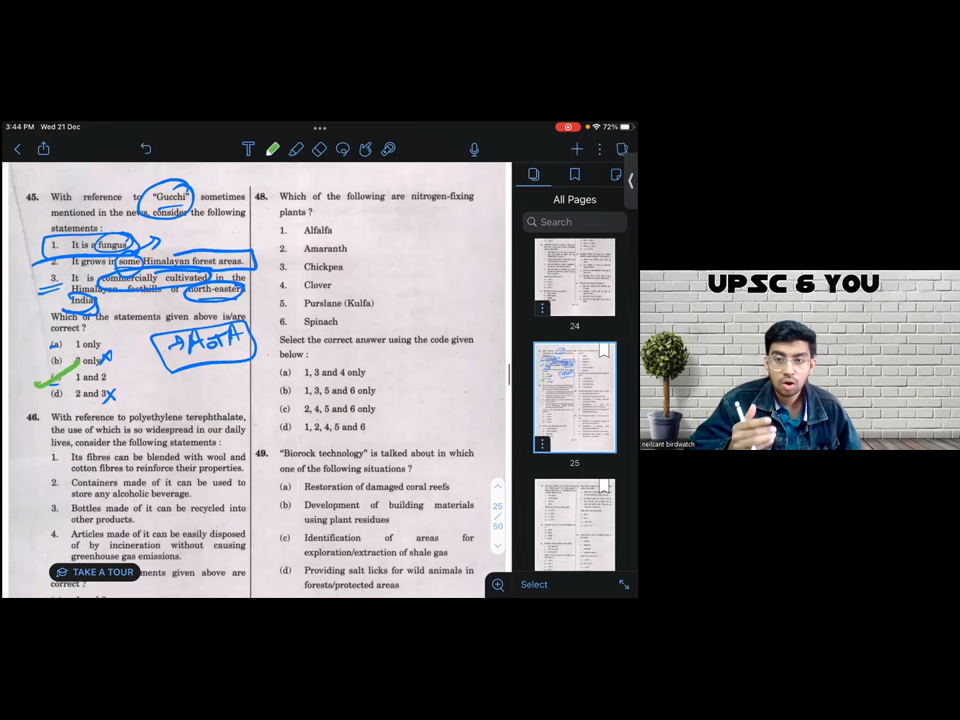 3:44 PM Wed 21 Dec
72%
45. With reference to "Gucchi" sometimes
mentioned in the news, consider the following
statements :
1. It is a fungus.
2. It grows in some Himalayan forest areas.
3. It is commercially cultivated in the
Himalayan foothills of north-eastern
India.
Which of the statements given above is/are
correct ?
(a) 1 only
(b) only
1 and 2
(d) 2 and 3
46. With reference to polyethylene terephthalate,
the use of which is so widespread in our daily
lives, consider the following statements :
1. Its fibres can be blended with wool and
cotton fibres to reinforce their properties.
2. Containers made of it can be used to
store any alcoholic beverage.
3. Bottles made of it can be recycled into
other products.
4. Articles made of it can be easily disposed
of by incineration without causing
greenhouse gas emissions.
TAKE A TOUR
ments given above are
correct ?
48. Which of the following are nitrogen-fixing
plants ?
1. Alfalfa
2. Amaranth
3. Chickpea
4. Clover
5. Purslane (Kulfa)
6. Spinach
Select the correct answer using the code given
below :
(a) 1, 3 and 4 only
(b) 1, 3, 5 and 6 only
(c) 2, 4, 5 and 6 only
(d) 1, 2, 4, 5 and 6
49. "Biorock technology" is talked about in which
one of the following situations ?
(a) Restoration of damaged coral reefs
(b) Development of building materials
using plant residues
(c) Identification of areas for
exploration/extraction of shale gas
(d) Providing salt licks for wild animals in
forests/protected areas
25
50
All Pages
Search
24
25
Select
UPSC & YOU
neilcant birdwatch